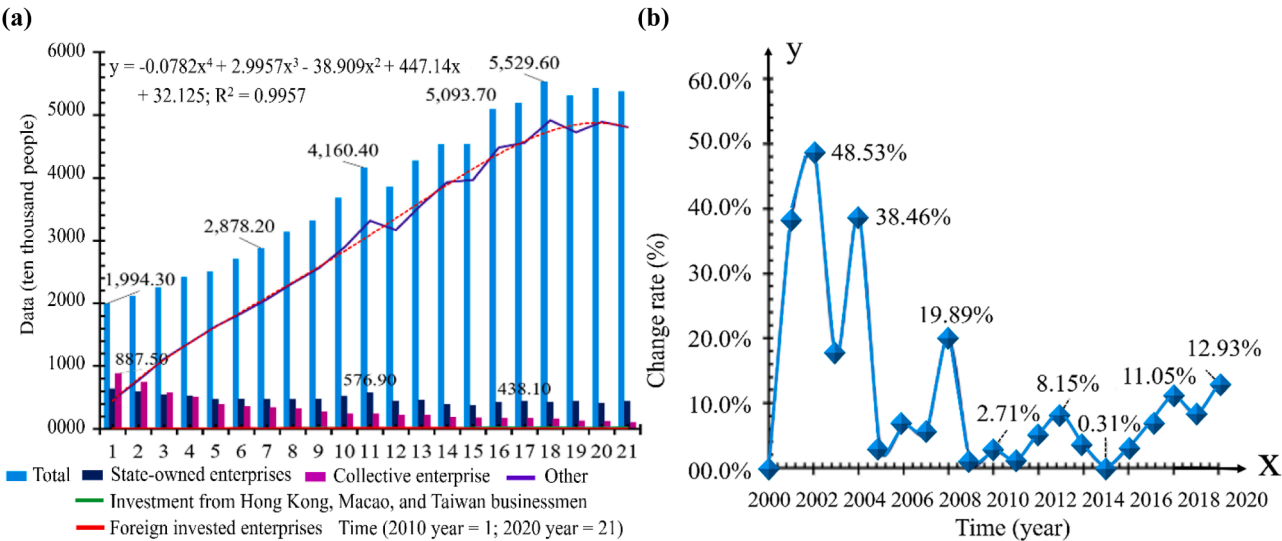 (a)
y = -0.0782x⁴ + 2.9957x³ - 38.909x² + 447.14x
+ 32.125; R² = 0.9957
Data (ten thousand people)
6000
5000
4000
3000
2000
1000
0000
1,994.30
887.50
2,878.20
4,160.40
576.90
5,093.70
5,529.60
438.10
1 2 3 4 5 6 7 8 9 10 11 12 13 14 15 16 17 18 19 20 21
Total State-owned enterprises Collective enterprise Other
Investment from Hong Kong, Macao, and Taiwan businessmen
Foreign invested enterprises Time (2010 year = 1; 2020 year = 21)
(b)
y
Change rate (%)
60.0%
50.0%
40.0%
30.0%
20.0%
10.0%
00.0%
48.53%
38.46%
19.89%
2.71%
8.15%
0.31%
11.05%
12.93%
X
2000 2002 2004 2006 2008 2010 2012 2014 2016 2018 2020
Time (year)